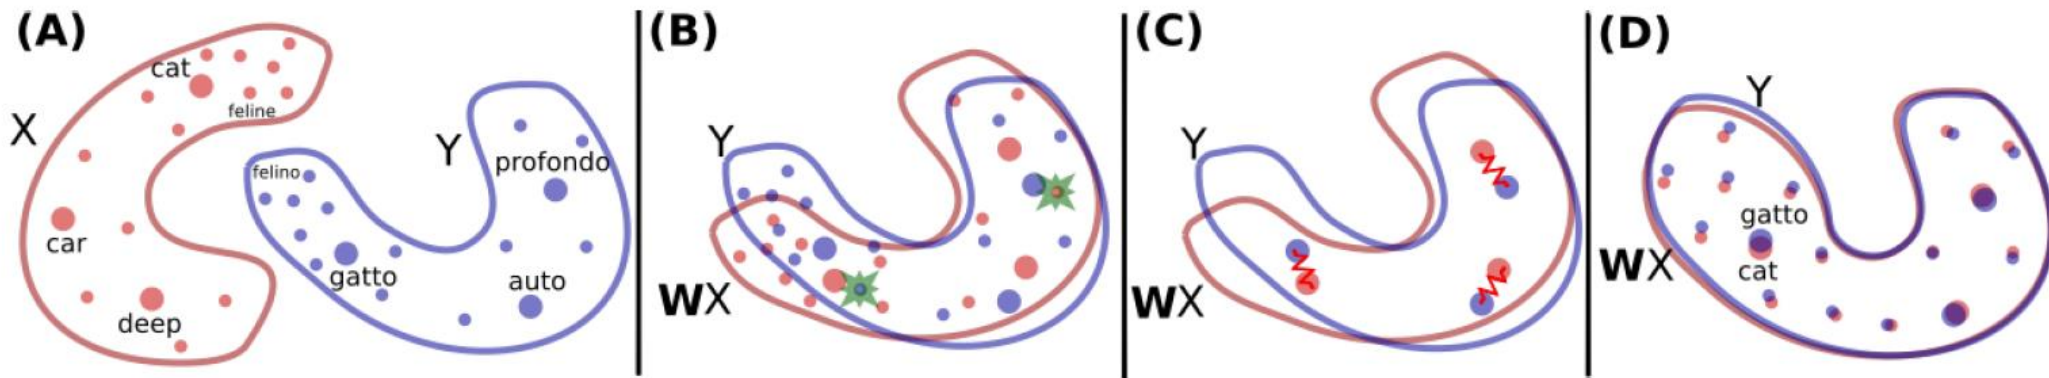 (A)
cat
feline
X
car
deep
Y
felino
profondo
gatto
auto
(B)
Y
WX
(C)
Y
WX
(D)
Y
gatto
cat
WX